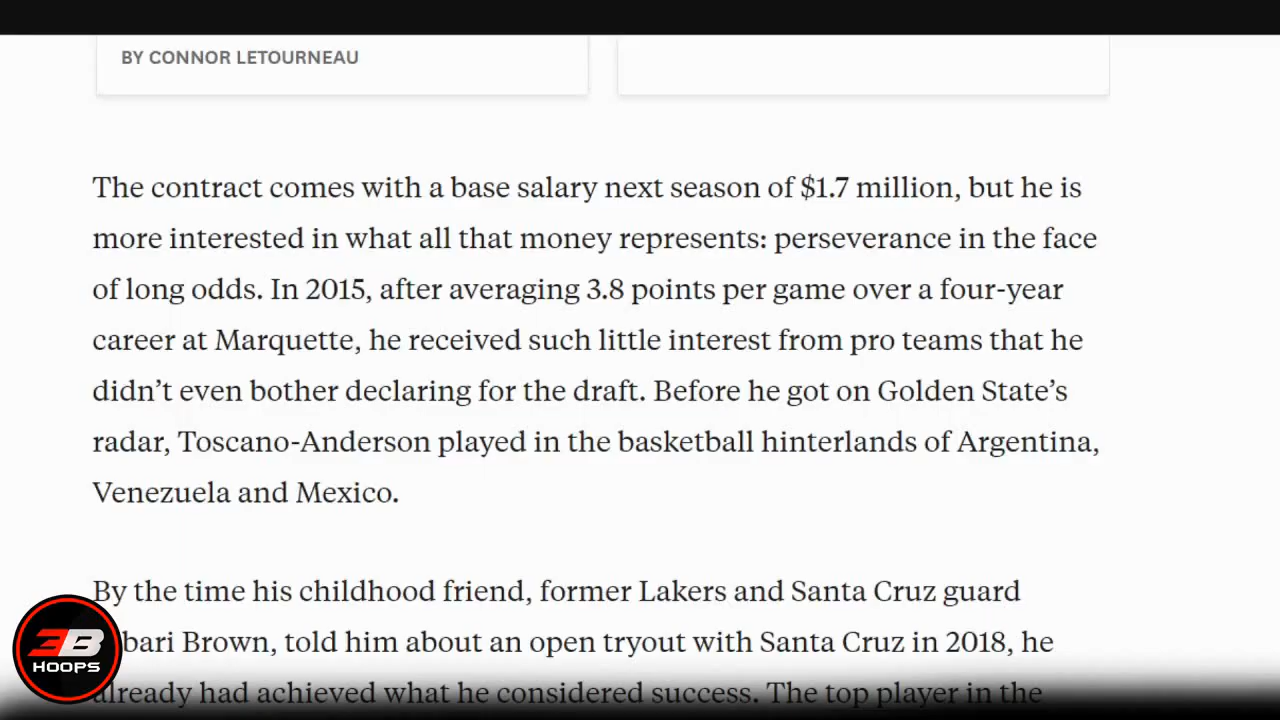 BY CONNOR LETOURNEAU
The contract comes with a base salary next season of $1.7 million, but he is
more interested in what all that money represents: perseverance in the face
of long odds. In 2015, after averaging 3.8 points per game over a four-year
career at Marquette, he received such little interest from pro teams that he
didn’t even bother declaring for the draft. Before he got on Golden State’s
radar, Toscano-Anderson played in the basketball hinterlands of Argentina,
Venezuela and Mexico.
By the time his childhood friend, former Lakers and Santa Cruz guard
bari Brown, told him about an open tryout with Santa Cruz in 2018, he
already had achieved what he considered success. The top player in the
3B
HOOPS